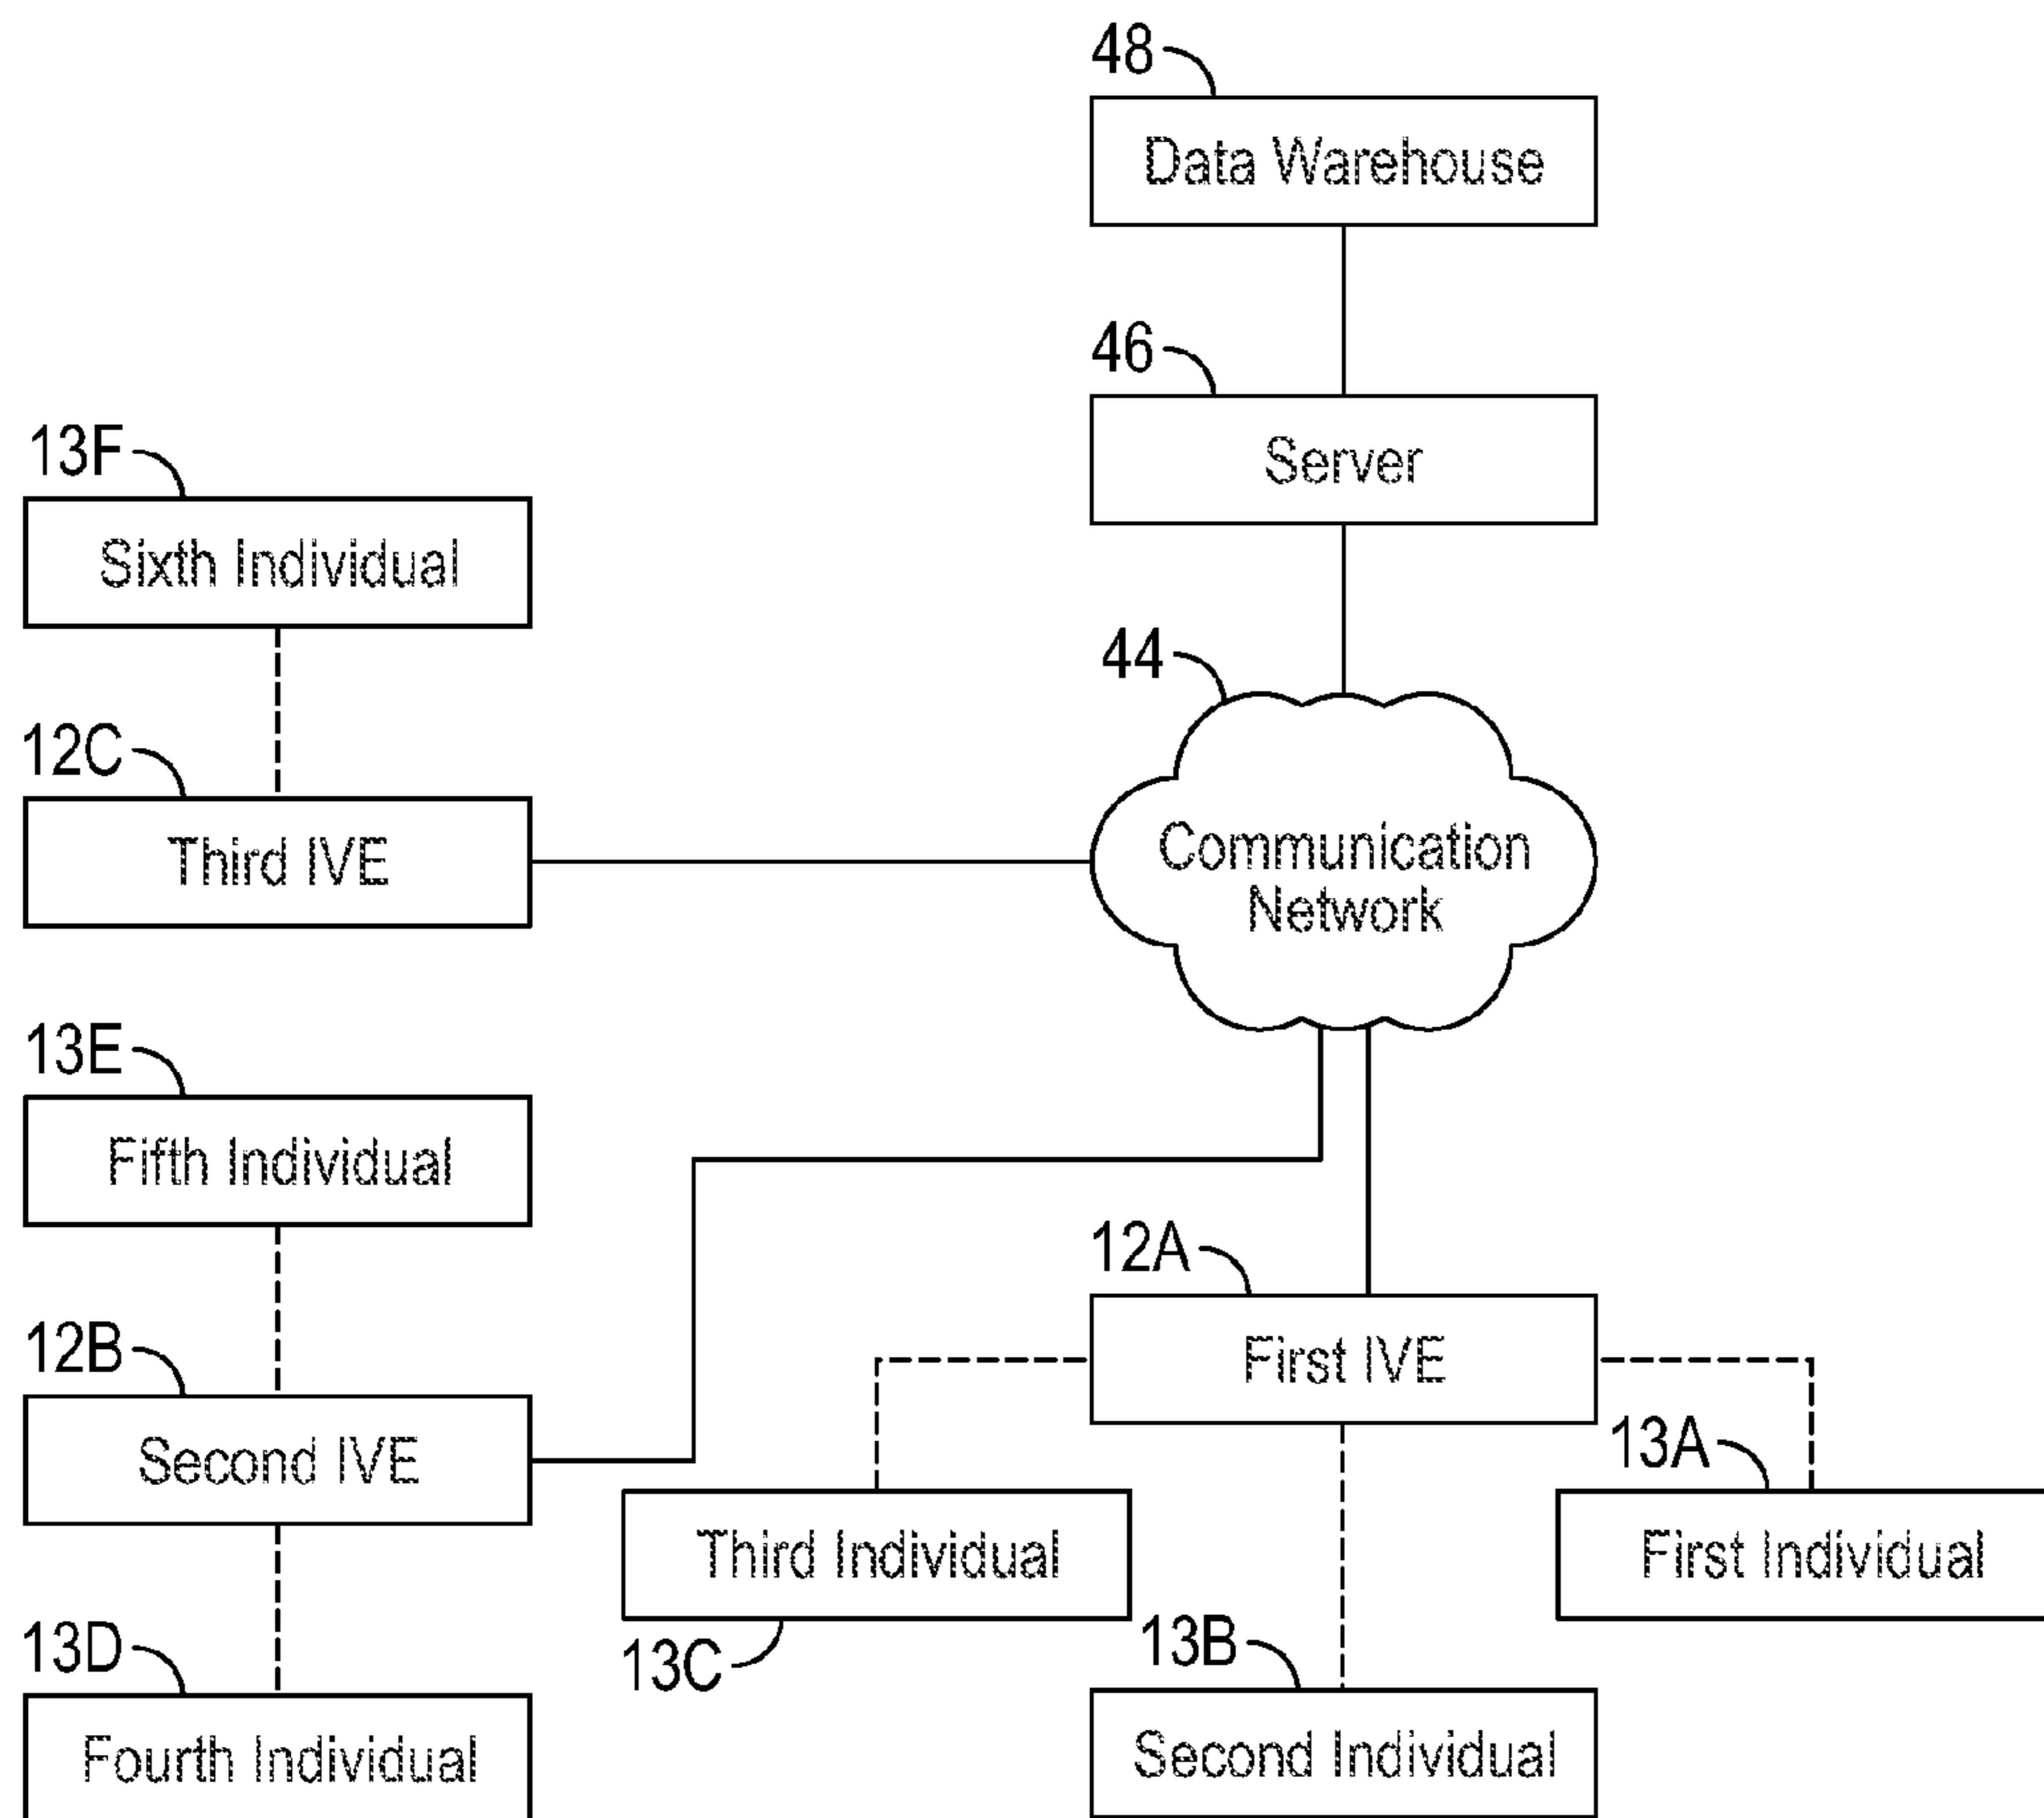 48
Data Warehouse
46
Server
13F
Sixth Individual
44
12C
Third IVE
Communication
Network
13E
Fifth Individual
12A
First IVE
12B
Second IVE
13A
First Individual
Third Individual
13C
13D
Fourth Individual
13B
Second Individual